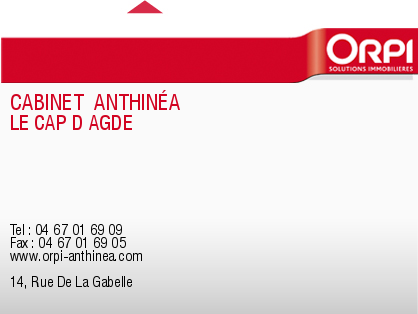 ORPI
SOLUTIONS IMMOBILIÈRES
CABINET ANTHINÉA
LE CAP D AGDE
Tel : 04 67 01 69 09
Fax : 04 67 01 69 05
www.orpi-anthinea.com
14, Rue De La Gabelle